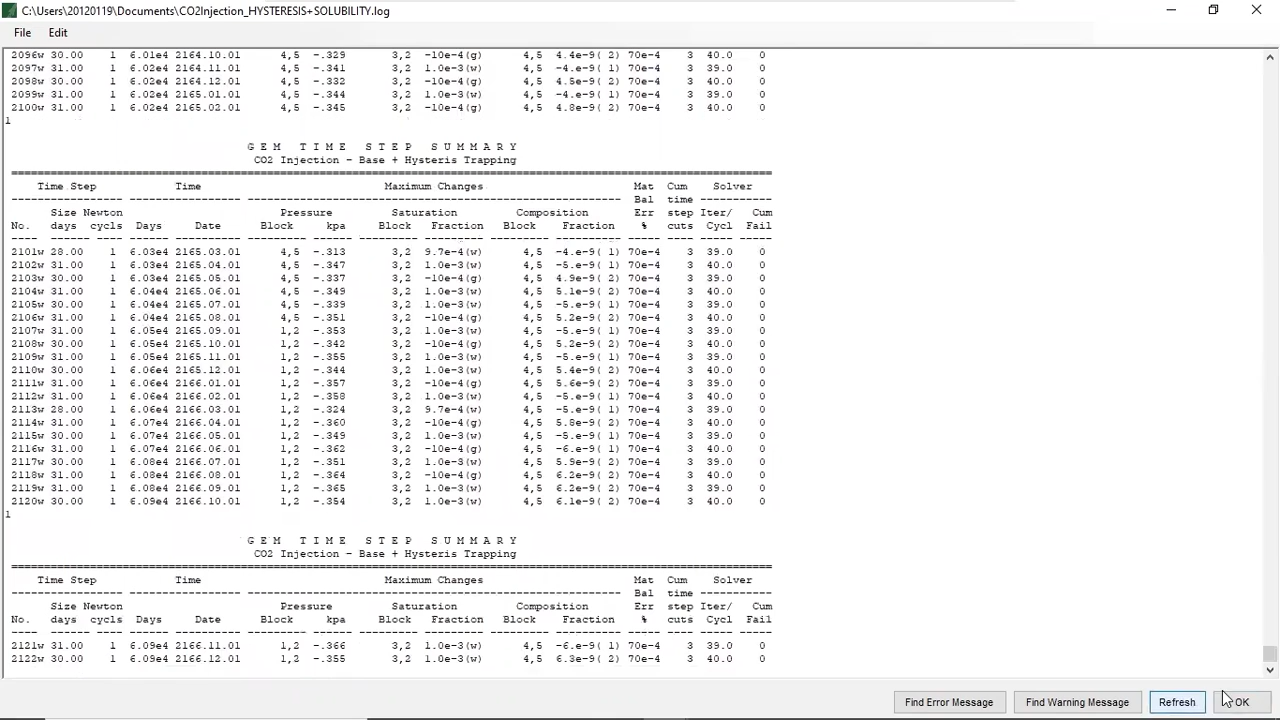 C:\Users\20120119\Documents\CO2Injection_HYSTERESIS+SOLUBILITY.log
File Edit
2096w 30.00 1 6.01e4 2164.10.01 4,5 -.329 3,2 -10e-4(g) 4,5 4.4e-9( 2) 70e-4 3 40.0 0
2097w 31.00 1 6.02e4 2164.11.01 4,5 -.341 3,2 1.0e-3(w) 4,5 -4.e-9( 1) 70e-4 3 39.0 0
2098w 30.00 1 6.02e4 2164.12.01 4,5 -.332 3,2 -10e-4(g) 4,5 4.5e-9( 2) 70e-4 3 40.0 0
2099w 31.00 1 6.02e4 2165.01.01 4,5 -.344 3,2 1.0e-3(w) 4,5 -4.e-9( 1) 70e-4 3 39.0 0
2100w 31.00 1 6.02e4 2165.02.01 4,5 -.345 3,2 -10e-4(g) 4,5 4.8e-9( 2) 70e-4 3 40.0 0
1
G E M T I M E S T E P S U M M A R Y
CO2 Injection - Base + Hysteris Trapping
Time Step Time Maximum Changes Mat Cum Solver
Bal time
Size Newton Pressure Saturation Composition Err step Iter/ Cum
No. days cycls Days Date Block kpa Block Fraction Block Fraction % cuts Cycl Fail
2101w 28.00 1 6.03e4 2165.03.01 4,5 -.313 3,2 9.7e-4(w) 4,5 -4.e-9( 1) 70e-4 3 39.0 0
2102w 31.00 1 6.03e4 2165.04.01 4,5 -.347 3,2 1.0e-3(w) 4,5 -5.e-9( 1) 70e-4 3 40.0 0
2103w 30.00 1 6.03e4 2165.05.01 4,5 -.337 3,2 -10e-4(g) 4,5 4.9e-9( 2) 70e-4 3 39.0 0
2104w 31.00 1 6.04e4 2165.06.01 4,5 -.349 3,2 1.0e-3(w) 4,5 5.1e-9( 2) 70e-4 3 40.0 0
2105w 30.00 1 6.04e4 2165.07.01 4,5 -.339 3,2 1.0e-3(w) 4,5 -5.e-9( 1) 70e-4 3 39.0 0
2106w 31.00 1 6.04e4 2165.08.01 4,5 -.351 3,2 -10e-4(g) 4,5 5.2e-9( 2) 70e-4 3 40.0 0
2107w 31.00 1 6.05e4 2165.09.01 1,2 -.353 3,2 1.0e-3(w) 4,5 -5.e-9( 1) 70e-4 3 39.0 0
2108w 30.00 1 6.05e4 2165.10.01 1,2 -.342 3,2 -10e-4(g) 4,5 5.2e-9( 2) 70e-4 3 40.0 0
2109w 31.00 1 6.05e4 2165.11.01 1,2 -.355 3,2 1.0e-3(w) 4,5 -5.e-9( 1) 70e-4 3 39.0 0
2110w 30.00 1 6.06e4 2165.12.01 1,2 -.344 3,2 1.0e-3(w) 4,5 5.4e-9( 2) 70e-4 3 40.0 0
2111w 31.00 1 6.06e4 2166.01.01 1,2 -.357 3,2 -10e-4(g) 4,5 5.6e-9( 2) 70e-4 3 39.0 0
2112w 31.00 1 6.06e4 2166.02.01 1,2 -.358 3,2 1.0e-3(w) 4,5 -5.e-9( 1) 70e-4 3 40.0 0
2113w 28.00 1 6.06e4 2166.03.01 1,2 -.324 3,2 9.7e-4(w) 4,5 -5.e-9( 1) 70e-4 3 39.0 0
2114w 31.00 1 6.07e4 2166.04.01 1,2 -.360 3,2 -10e-4(g) 4,5 5.8e-9( 2) 70e-4 3 40.0 0
2115w 30.00 1 6.07e4 2166.05.01 1,2 -.349 3,2 1.0e-3(w) 4,5 -5.e-9( 1) 70e-4 3 39.0 0
2116w 31.00 1 6.07e4 2166.06.01 1,2 -.362 3,2 -10e-4(g) 4,5 -6.e-9( 1) 70e-4 3 40.0 0
2117w 30.00 1 6.08e4 2166.07.01 1,2 -.351 3,2 1.0e-3(w) 4,5 5.9e-9( 2) 70e-4 3 39.0 0
2118w 31.00 1 6.08e4 2166.08.01 1,2 -.364 3,2 -10e-4(g) 4,5 6.2e-9( 2) 70e-4 3 40.0 0
2119w 31.00 1 6.08e4 2166.09.01 1,2 -.365 3,2 1.0e-3(w) 4,5 6.2e-9( 2) 70e-4 3 39.0 0
2120w 30.00 1 6.09e4 2166.10.01 1,2 -.354 3,2 1.0e-3(w) 4,5 6.1e-9( 2) 70e-4 3 40.0 0
1
G E M T I M E S T E P S U M M A R Y
CO2 Injection - Base + Hysteris Trapping
Time Step Time Maximum Changes Mat Cum Solver
Bal time
Size Newton Pressure Saturation Composition Err step Iter/ Cum
No. days cycls Days Date Block kpa Block Fraction Block Fraction % cuts Cycl Fail
2121w 31.00 1 6.09e4 2166.11.01 1,2 -.366 3,2 1.0e-3(w) 4,5 -6.e-9( 1) 70e-4 3 39.0 0
2122w 30.00 1 6.09e4 2166.12.01 1,2 -.355 3,2 1.0e-3(w) 4,5 6.3e-9( 2) 70e-4 3 40.0 0
Find Error Message Find Warning Message Refresh OK